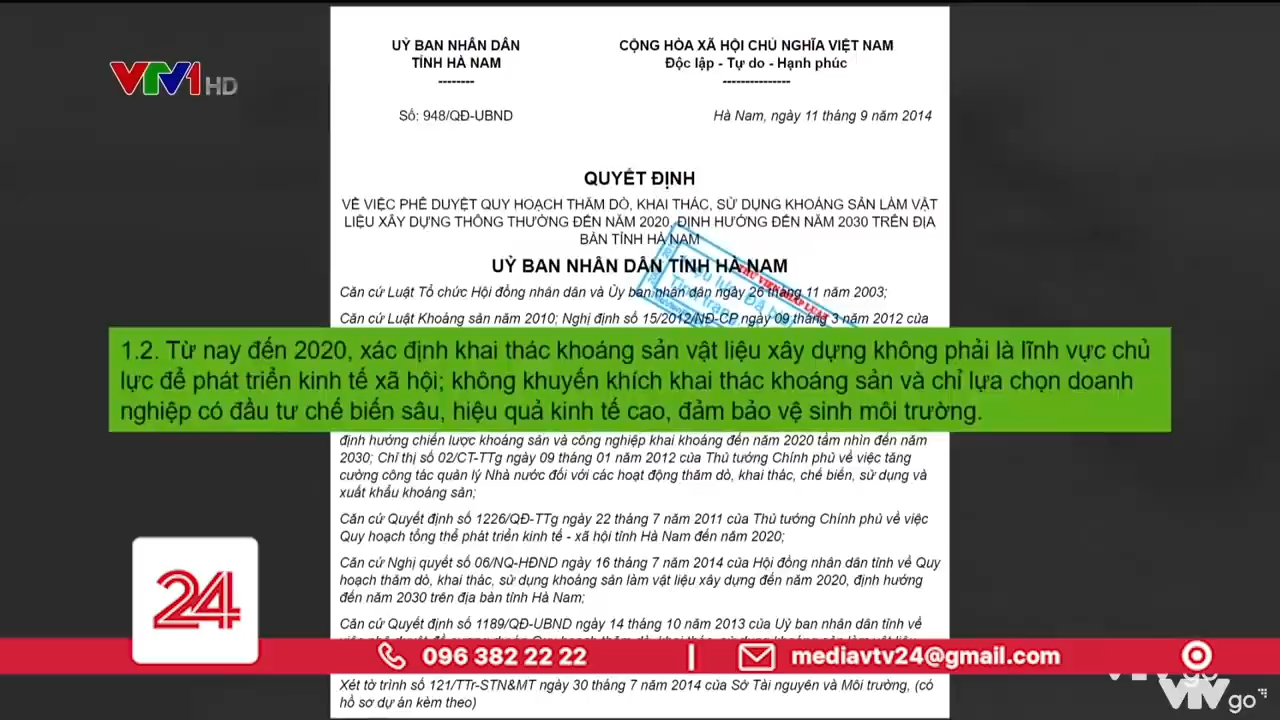 UỶ BAN NHÂN DÂN
TỈNH HÀ NAM
--------
CỘNG HÒA XÃ HỘI CHỦ NGHĨA VIỆT NAM
Độc lập - Tự do - Hạnh phúc
---------------
VTV1 HD
Số: 948/QĐ-UBND
Hà Nam, ngày 11 tháng 9 năm 2014
QUYẾT ĐỊNH
VỀ VIỆC PHÊ DUYỆT QUY HOẠCH THĂM DÒ, KHAI THÁC, SỬ DỤNG KHOÁNG SẢN LÀM VẬT
LIỆU XÂY DỰNG THÔNG THƯỜNG ĐẾN NĂM 2020, ĐỊNH HƯỚNG ĐẾN NĂM 2030 TRÊN ĐỊA
BÀN TỈNH HÀ NAM
UỶ BAN NHÂN DÂN TỈNH HÀ NAM
THƯ VIỆN PHÁP LUẬT
Căn cứ Luật Tổ chức Hội đồng nhân dân và Ủy ban nhân dân ngày 26 tháng 11 năm 2003;
Căn cứ Luật Khoáng sản năm 2010; Nghị định số 15/2012/NĐ-CP ngày 09 tháng 3 năm 2012 của
1.2. Từ nay đến 2020, xác định khai thác khoáng sản vật liệu xây dựng không phải là lĩnh vực chủ
lực để phát triển kinh tế xã hội; không khuyến khích khai thác khoáng sản và chỉ lựa chọn doanh
nghiệp có đầu tư chế biến sâu, hiệu quả kinh tế cao, đảm bảo vệ sinh môi trường.
định hướng chiến lược khoáng sản và công nghiệp khai khoáng đến năm 2020 tầm nhìn đến năm
2030; Chỉ thị số 02/CT-TTg ngày 09 tháng 01 năm 2012 của Thủ tướng Chính phủ về việc tăng
cường công tác quản lý Nhà nước đối với các hoạt động thăm dò, khai thác, chế biến, sử dụng và
xuất khẩu khoáng sản;
Căn cứ Quyết định số 1226/QĐ-TTg ngày 22 tháng 7 năm 2011 của Thủ tướng Chính phủ về việc
Quy hoạch tổng thể phát triển kinh tế - xã hội tỉnh Hà Nam đến năm 2020;
Căn cứ Nghị quyết số 06/NQ-HĐND ngày 16 tháng 7 năm 2014 của Hội đồng nhân dân tỉnh về Quy
hoạch thăm dò, khai thác, sử dụng khoáng sản làm vật liệu xây dựng đến năm 2020, định hướng
đến năm 2030 trên địa bàn tỉnh Hà Nam;
Căn cứ Quyết định số 1189/QĐ-UBND ngày 14 tháng 10 năm 2013 của Uỷ ban nhân dân tỉnh về
24
096 382 22 22 | mediavtv24@gmail.com
Xét tờ trình số 121/TTr-STN&MT ngày 30 tháng 7 năm 2014 của Sở Tài nguyên và Môi trường, (có
hồ sơ dự án kèm theo)
VTV go